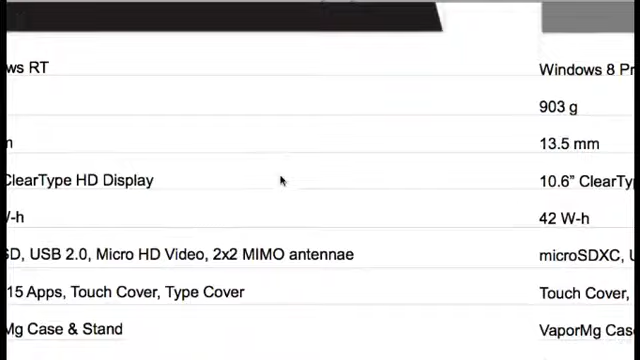 ws RT
Windows 8 Pr
903 g
m
13.5 mm
ClearType HD Display
10.6” ClearTy
V-h
42 W-h
SD, USB 2.0, Micro HD Video, 2x2 MIMO antennae
microSDXC, U
15 Apps, Touch Cover, Type Cover
Touch Cover,
Mg Case & Stand
VaporMg Cas